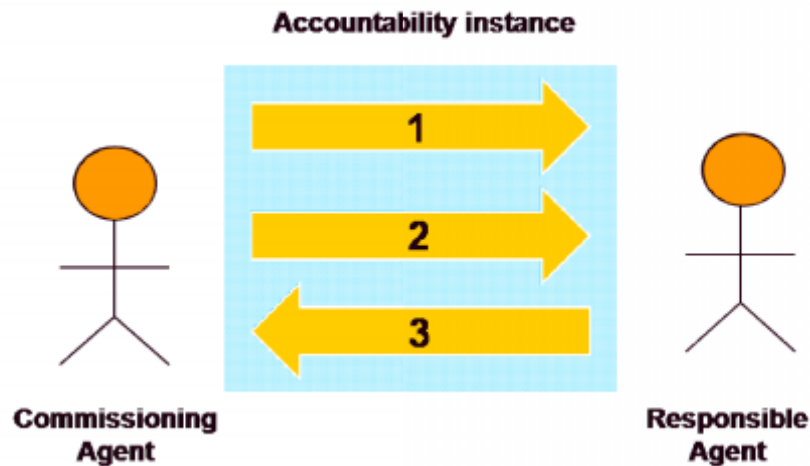 Accountability instance
1
2
3
Commissioning
Agent
Responsible
Agent